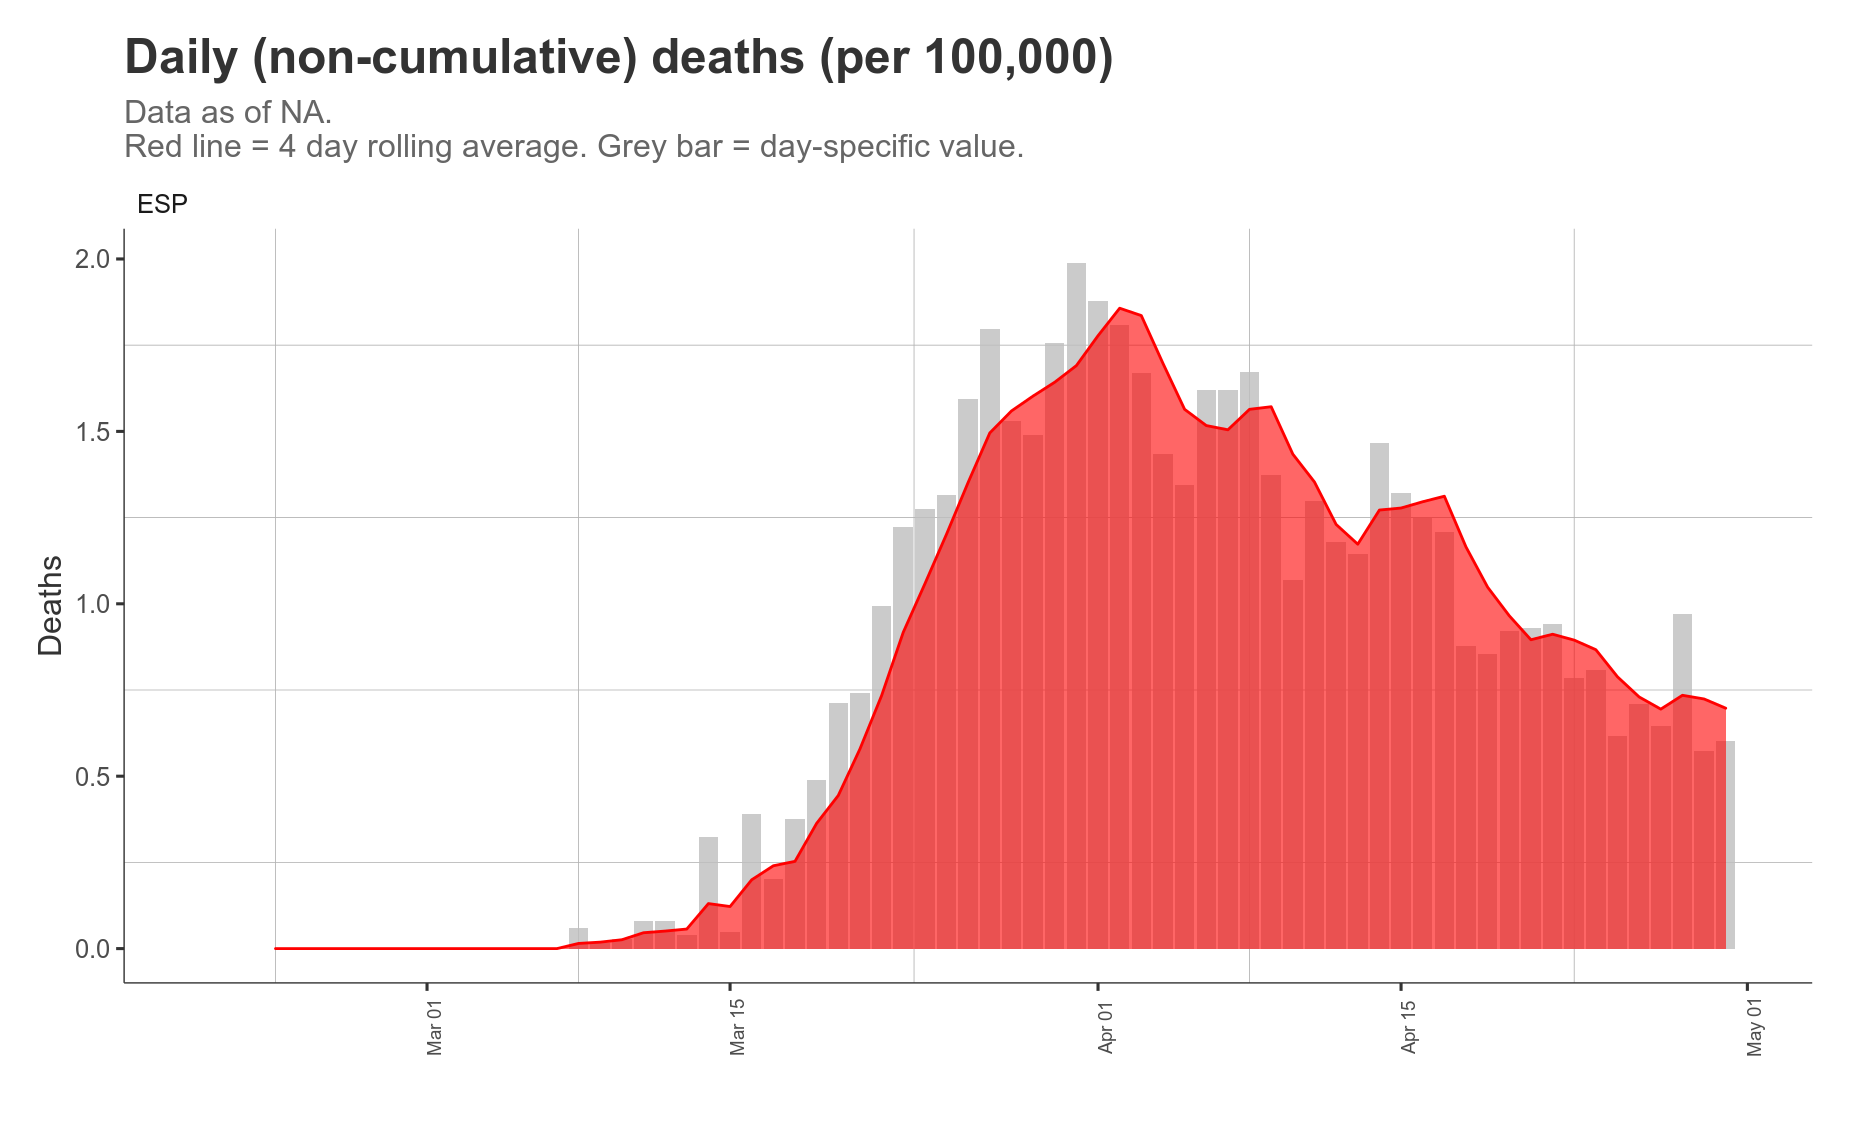 Daily (non-cumulative) deaths (per 100,000)
Data as of NA.
Red line = 4 day rolling average. Grey bar = day-specific value.
ESP
2.0
1.5
1.0
0.5
0.0
Deaths
Mar 01
Mar 15
Apr 01
Apr 15
May 01